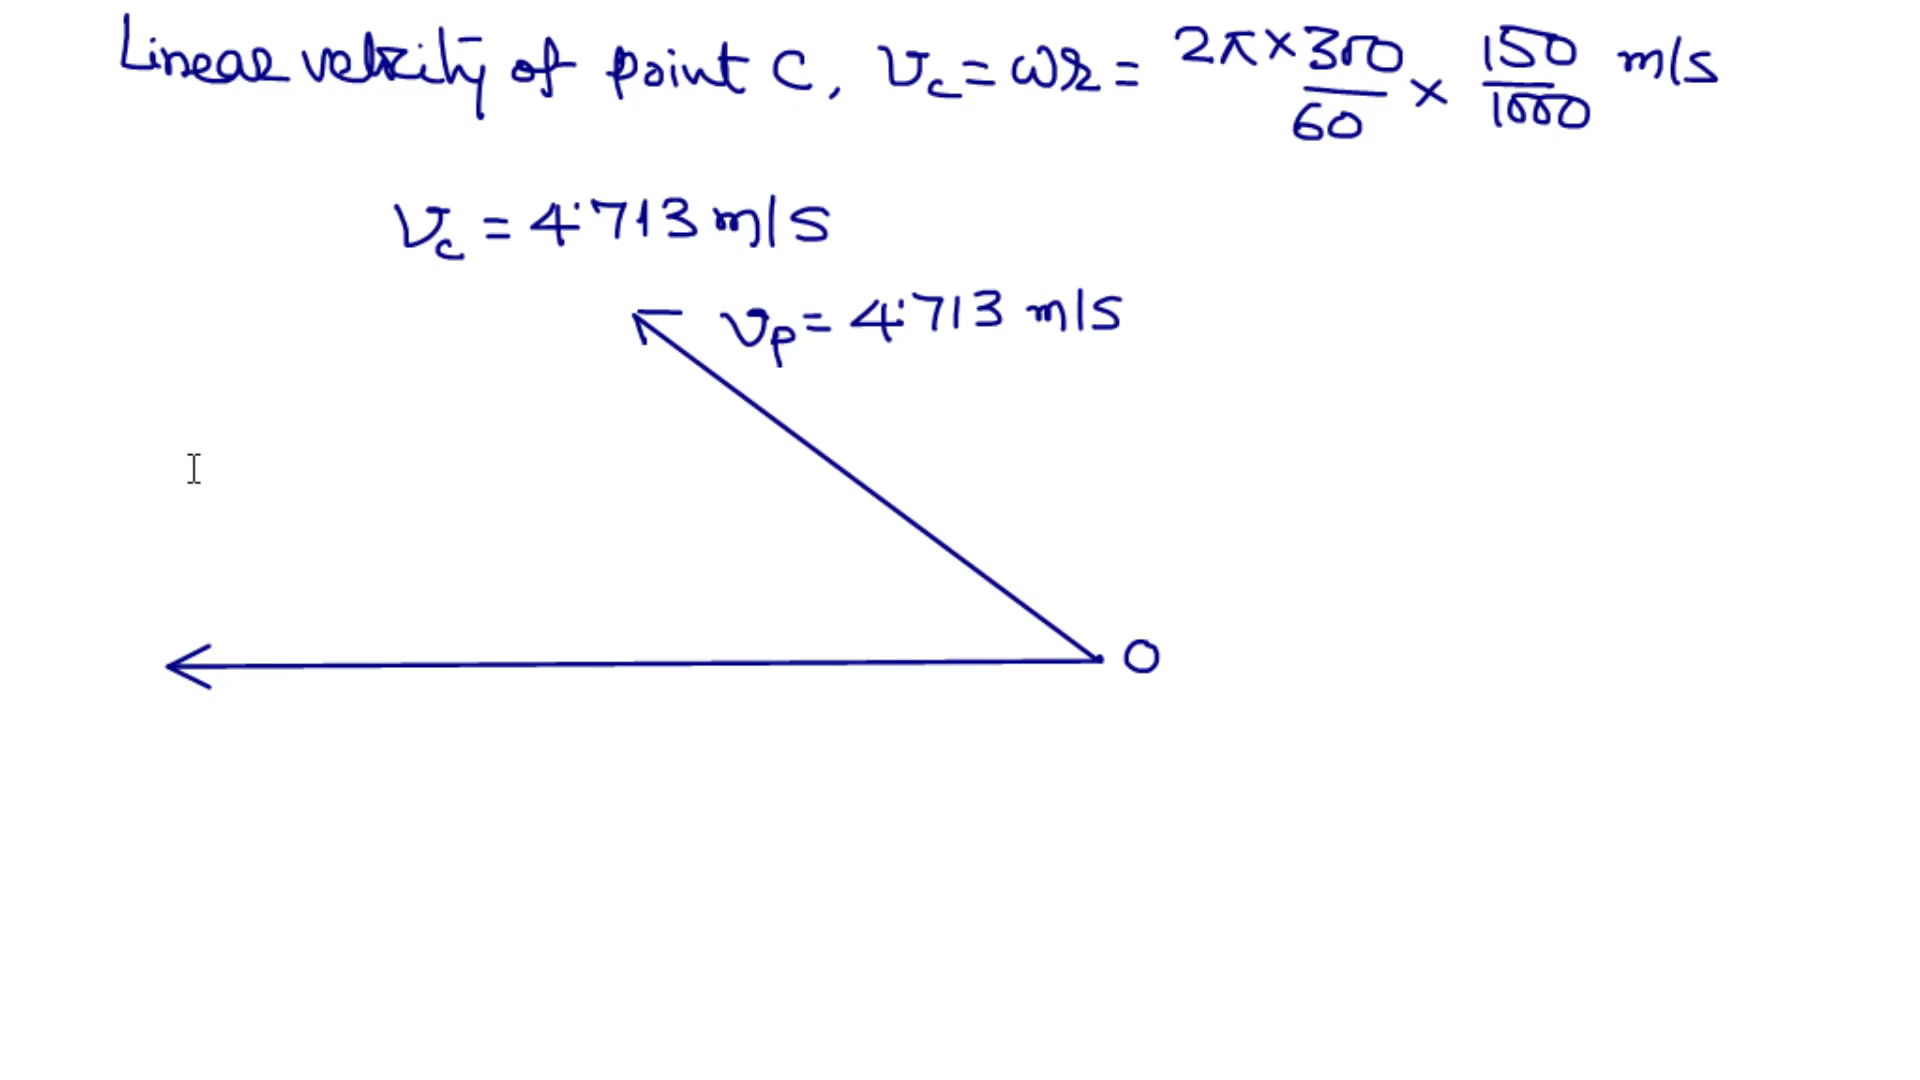 Linear velocity of point C, v_c = ωr = 2π×300/60 × 150/1000 m/s
v_c = 4.713 m/s
v_p = 4.713 m/s
O